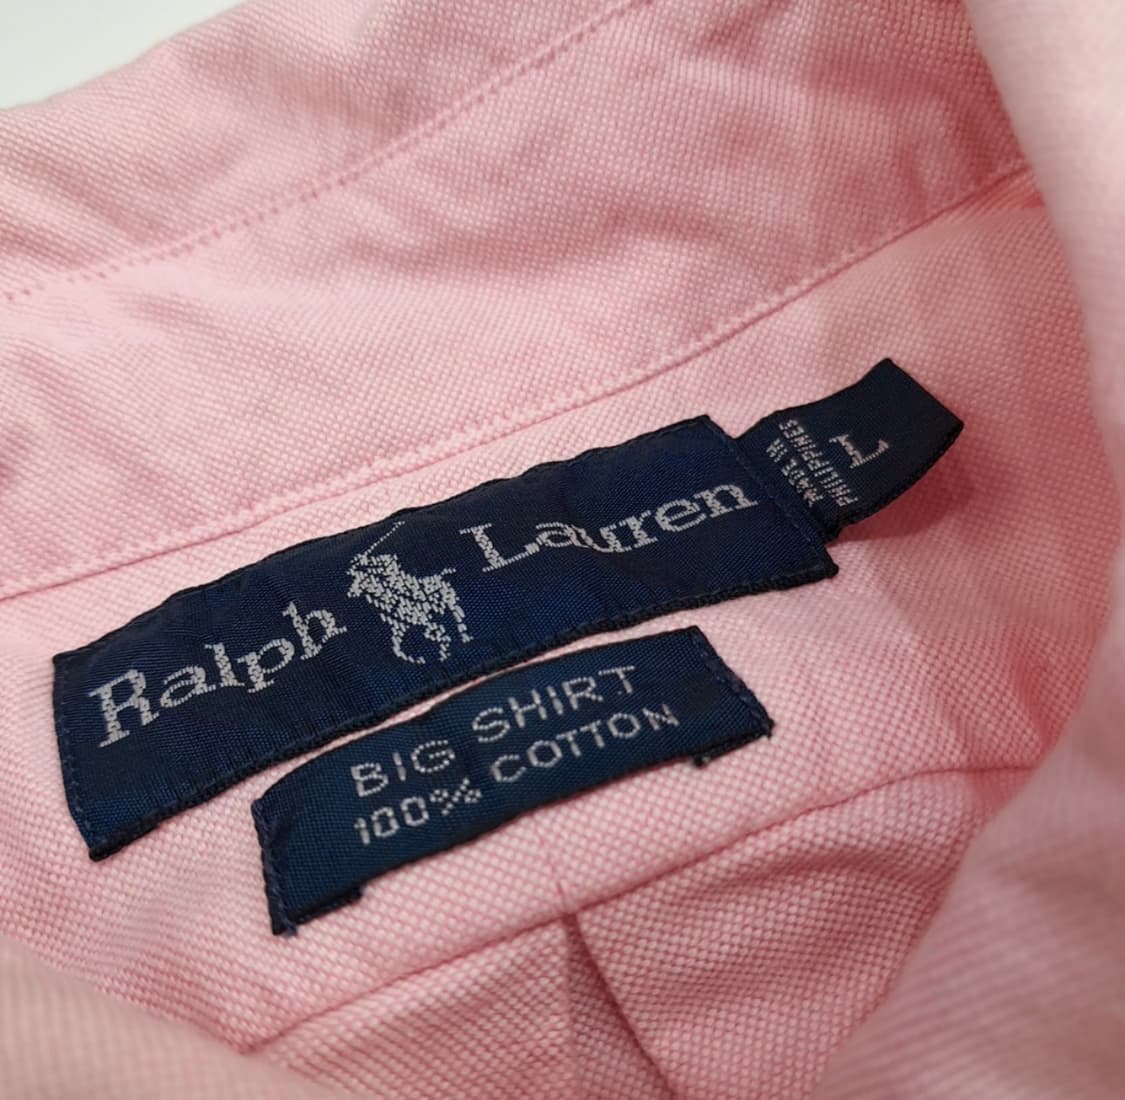 Ralph Lauren
MADE IN
PHILIPPINES
L
BIG SHIRT
100% COTTON